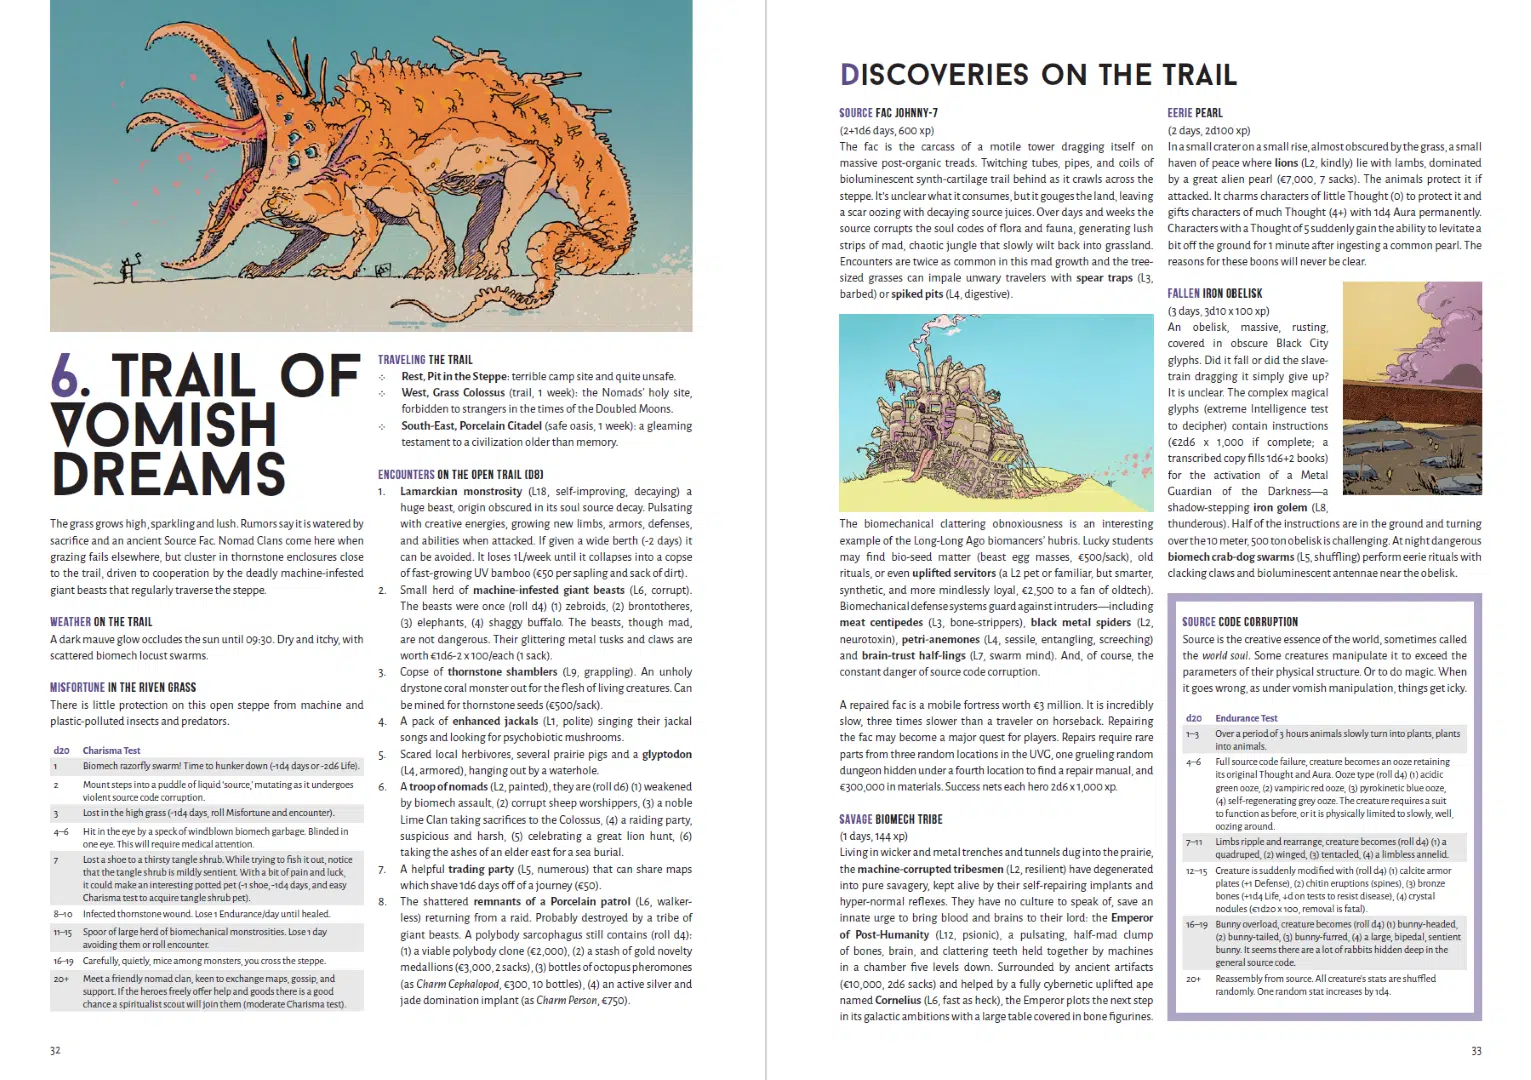 6. TRAIL OF
VOMISH
DREAMS
The grass grows high, sparkling and lush. Rumors say it is watered by
sacrifice and an ancient Source Fac. Nomad Clans come here when
grazing fails elsewhere, but cluster in thornstone enclosures close
to the trail, driven to cooperation by the deadly machine-infested
giant beasts that regularly traverse the steppe.
WEATHER ON THE TRAIL
A dark mauve glow occludes the sun until 09:30. Dry and itchy, with
scattered biomech locust swarms.
MISFORTUNE IN THE RIVEN GRASS
There is little protection on this open steppe from machine and
plastic-polluted insects and predators.
d20 Charisma Test
1 Biomech razorfly swarm! Time to hunker down (-1d4 days or -2d6 Life).
2 Mount steps into a puddle of liquid 'source,' mutating as it undergoes
violent source code corruption.
3 Lost in the high grass (-1d4 days, roll Misfortune and encounter).
4–6 Hit in the eye by a speck of windblown biomech garbage. Blinded in
one eye. This will require medical attention.
7 Lost a shoe to a thirsty tangle shrub. While trying to fish it out, notice
that the tangle shrub is mildly sentient. With a bit of pain and luck,
it could make an interesting potted pet (-1 shoe, -1d4 days, and easy
Charisma test to acquire tangle shrub pet).
8–10 Infected thornstone wound. Lose 1 Endurance/day until healed.
11–15 Spoor of large herd of biomechanical monstrosities. Lose 1 day
avoiding them or roll encounter.
16–19 Carefully, quietly, mice among monsters, you cross the steppe.
20+ Meet a friendly nomad clan, keen to exchange maps, gossip, and
support. If the heroes freely offer help and goods there is a good
chance a spiritualist scout will join them (moderate Charisma test).
TRAVELING THE TRAIL
Rest, Pit in the Steppe: terrible camp site and quite unsafe.
West, Grass Colossus (trail, 1 week): the Nomads' holy site,
forbidden to strangers in the times of the Doubled Moons.
South-East, Porcelain Citadel (safe oasis, 1 week): a gleaming
testament to a civilization older than memory.
ENCOUNTERS ON THE OPEN TRAIL (D8)
1. Lamarckian monstrosity (L18, self-improving, decaying) a
huge beast, origin obscured in its soul source decay. Pulsating
with creative energies, growing new limbs, armors, defenses,
and abilities when attacked. If given a wide berth (-2 days) it
can be avoided. It loses 1L/week until it collapses into a copse
of fast-growing UV bamboo (€50 per sapling and sack of dirt).
2. Small herd of machine-infested giant beasts (L6, corrupt).
The beasts were once (roll d4) (1) zebroids, (2) brontotheres,
(3) elephants, (4) shaggy buffalo. The beasts, though mad,
are not dangerous. Their glittering metal tusks and claws are
worth €1d6-2 x 100/each (1 sack).
3. Copse of thornstone shamblers (L9, grappling). An unholy
drystone coral monster out for the flesh of living creatures. Can
be mined for thornstone seeds (€500/sack).
4. A pack of enhanced jackals (L1, polite) singing their jackal
songs and looking for psychobiotic mushrooms.
5. Scared local herbivores, several prairie pigs and a glyptodon
(L4, armored), hanging out by a waterhole.
6. A troop of nomads (L2, painted), they are (roll d6) (1) weakened
by biomech assault, (2) corrupt sheep worshippers, (3) a noble
Lime Clan taking sacrifices to the Colossus, (4) a raiding party,
suspicious and harsh, (5) celebrating a great lion hunt, (6)
taking the ashes of an elder east for a sea burial.
7. A helpful trading party (L5, numerous) that can share maps
which shave 1d6 days off of a journey (€50).
8. The shattered remnants of a Porcelain patrol (L6, walker-
less) returning from a raid. Probably destroyed by a tribe of
giant beasts. A polybody sarcophagus still contains (roll d4):
(1) a viable polybody clone (€2,000), (2) a stash of gold novelty
medallions (€3,000, 2 sacks), (3) bottles of octopus pheromones
(as Charm Cephalopod, €300, 10 bottles), (4) an active silver and
jade domination implant (as Charm Person, €750).
32
DISCOVERIES ON THE TRAIL
SOURCE FAC JOHNNY-7
(2+1d6 days, 600 xp)
The fac is the carcass of a motile tower dragging itself on
massive post-organic treads. Twitching tubes, pipes, and coils of
bioluminescent synth-cartilage trail behind as it crawls across the
steppe. It's unclear what it consumes, but it gouges the land, leaving
a scar oozing with decaying source juices. Over days and weeks the
source corrupts the soul codes of flora and fauna, generating lush
strips of mad, chaotic jungle that slowly wilt back into grassland.
Encounters are twice as common in this mad growth and the tree-
sized grasses can impale unwary travelers with spear traps (L3,
barbed) or spiked pits (L4, digestive).
The biomechanical clattering obnoxiousness is an interesting
example of the Long-Long Ago biomancers' hubris. Lucky students
may find bio-seed matter (beast egg masses, €500/sack), old
rituals, or even uplifted servitors (a L2 pet or familiar, but smarter,
synthetic, and more mindlessly loyal, €2,500 to a fan of oldtech).
Biomechanical defense systems guard against intruders—including
meat centipedes (L3, bone-strippers), black metal spiders (L2,
neurotoxin), petri-anemones (L4, sessile, entangling, screeching)
and brain-trust half-lings (L7, swarm mind). And, of course, the
constant danger of source code corruption.
A repaired fac is a mobile fortress worth €3 million. It is incredibly
slow, three times slower than a traveler on horseback. Repairing
the fac may become a major quest for players. Repairs require rare
parts from three random locations in the UVG, one grueling random
dungeon hidden under a fourth location to find a repair manual, and
€300,000 in materials. Success nets each hero 2d6 x 1,000 xp.
SAVAGE BIOMECH TRIBE
(1 days, 144 xp)
Living in wicker and metal trenches and tunnels dug into the prairie,
the machine-corrupted tribesmen (L2, resilient) have degenerated
into pure savagery, kept alive by their self-repairing implants and
hyper-normal reflexes. They have no culture to speak of, save an
innate urge to bring blood and brains to their lord: the Emperor
of Post-Humanity (L12, psionic), a pulsating, half-mad clump
of bones, brain, and clattering teeth held together by machines
in a chamber five levels down. Surrounded by ancient artifacts
(€10,000, 2d6 sacks) and helped by a fully cybernetic uplifted ape
named Cornelius (L6, fast as heck), the Emperor plots the next step
in its galactic ambitions with a large table covered in bone figurines.
EERIE PEARL
(2 days, 2d100 xp)
In a small crater on a small rise, almost obscured by the grass, a small
haven of peace where lions (L2, kindly) lie with lambs, dominated
by a great alien pearl (€7,000, 7 sacks). The animals protect it if
attacked. It charms characters of little Thought (0) to protect it and
gifts characters of much Thought (4+) with 1d4 Aura permanently.
Characters with a Thought of 5 suddenly gain the ability to levitate a
bit off the ground for 1 minute after ingesting a common pearl. The
reasons for these boons will never be clear.
FALLEN IRON OBELISK
(3 days, 3d10 x 100 xp)
An obelisk, massive, rusting,
covered in obscure Black City
glyphs. Did it fall or did the slave-
train dragging it simply give up?
It is unclear. The complex magical
glyphs (extreme Intelligence test
to decipher) contain instructions
(€2d6 x 1,000 if complete; a
transcribed copy fills 1d6+2 books)
for the activation of a Metal
Guardian of the Darkness—a
shadow-stepping iron golem (L8,
thunderous). Half of the instructions are in the ground and turning
over the 10 meter, 500 ton obelisk is challenging. At night dangerous
biomech crab-dog swarms (L5, shuffling) perform eerie rituals with
clacking claws and bioluminescent antennae near the obelisk.
SOURCE CODE CORRUPTION
Source is the creative essence of the world, sometimes called
the world soul. Some creatures manipulate it to exceed the
parameters of their physical structure. Or to do magic. When
it goes wrong, as under vomish manipulation, things get icky.
d20 Endurance Test
1–3 Over a period of 3 hours animals slowly turn into plants, plants
into animals.
4–6 Full source code failure, creature becomes an ooze retaining
its original Thought and Aura. Ooze type (roll d4) (1) acidic
green ooze, (2) vampiric red ooze, (3) pyrokinetic blue ooze,
(4) self-regenerating grey ooze. The creature requires a suit
to function as before, or it is physically limited to slowly, well,
oozing around.
7–11 Limbs ripple and rearrange, creature becomes (roll d4) (1) a
quadruped, (2) winged, (3) tentacled, (4) a limbless annelid.
12–15 Creature is suddenly modified with (roll d4) (1) calcite armor
plates (+1 Defense), (2) chitin eruptions (spines), (3) bronze
bones (+1d4 Life, +d on tests to resist disease), (4) crystal
nodules (€1d20 x 100, removal is fatal).
16–19 Bunny overload, creature becomes (roll d4) (1) bunny-headed,
(2) bunny-tailed, (3) bunny-furred, (4) a large, bipedal, sentient
bunny. It seems there are a lot of rabbits hidden deep in the
general source code.
20+ Reassembly from source. All creature's stats are shuffled
randomly. One random stat increases by 1d4.
33